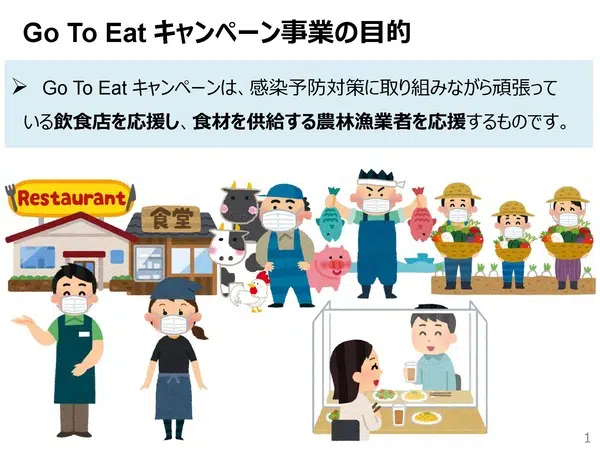 Go To Eat キャンペーン事業の目的
➢ Go To Eat キャンペーンは、感染予防対策に取り組みながら頑張って
いる飲食店を応援し、食材を供給する農林漁業者を応援するものです。
Restaurant
食堂
1